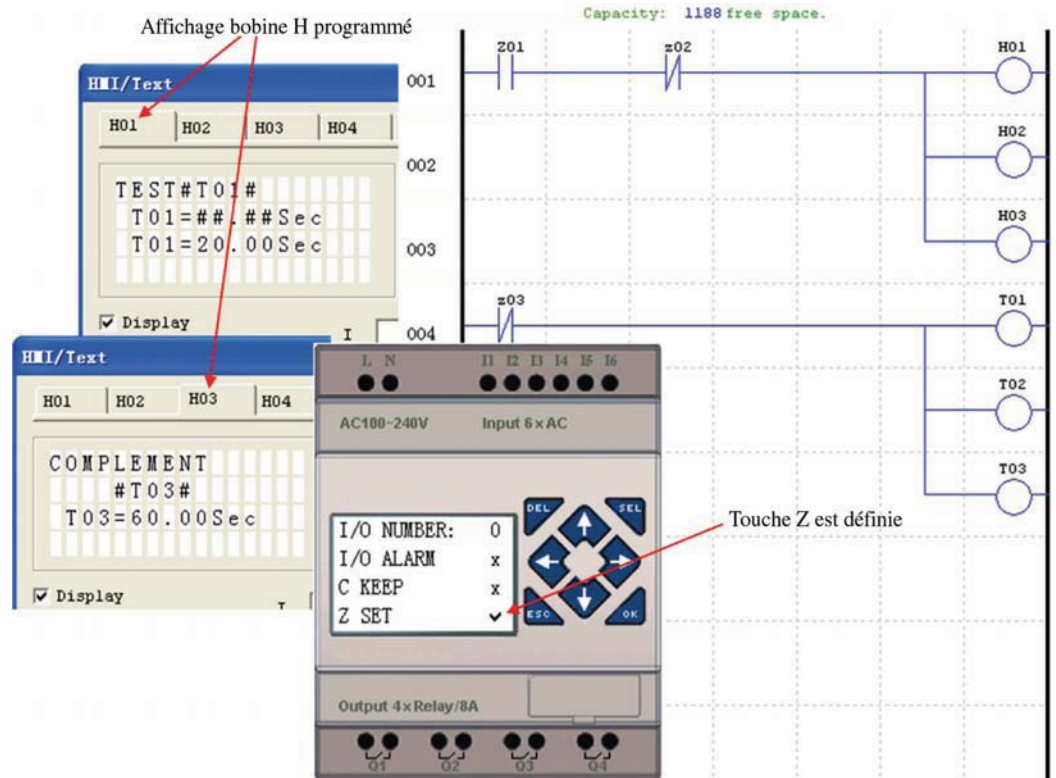 Capacity: 1188 free space.
Affichage bobine H programmé
HMI/Text
H01 H02 H03 H04
TEST#T01#
T01=##.##Sec
T01=20.00Sec
Display
I
HMI/Text
H01 H02 H03 H04
COMPLEMENT
#T03#
T03=60.00Sec
Display
I
001
Z01
z02
H01
002
H02
003
H03
004
z03
T01
T02
T03
L N
I1 I2 I3 I4 I5 I6
AC100~240V
Input 6×AC
I/O NUMBER: 0
I/O ALARM x
C KEEP x
Z SET ✓
DEL
SEL
ESC
OK
Touche Z est définie
Output 4×Relay/8A
Q1 Q2 Q3 Q4